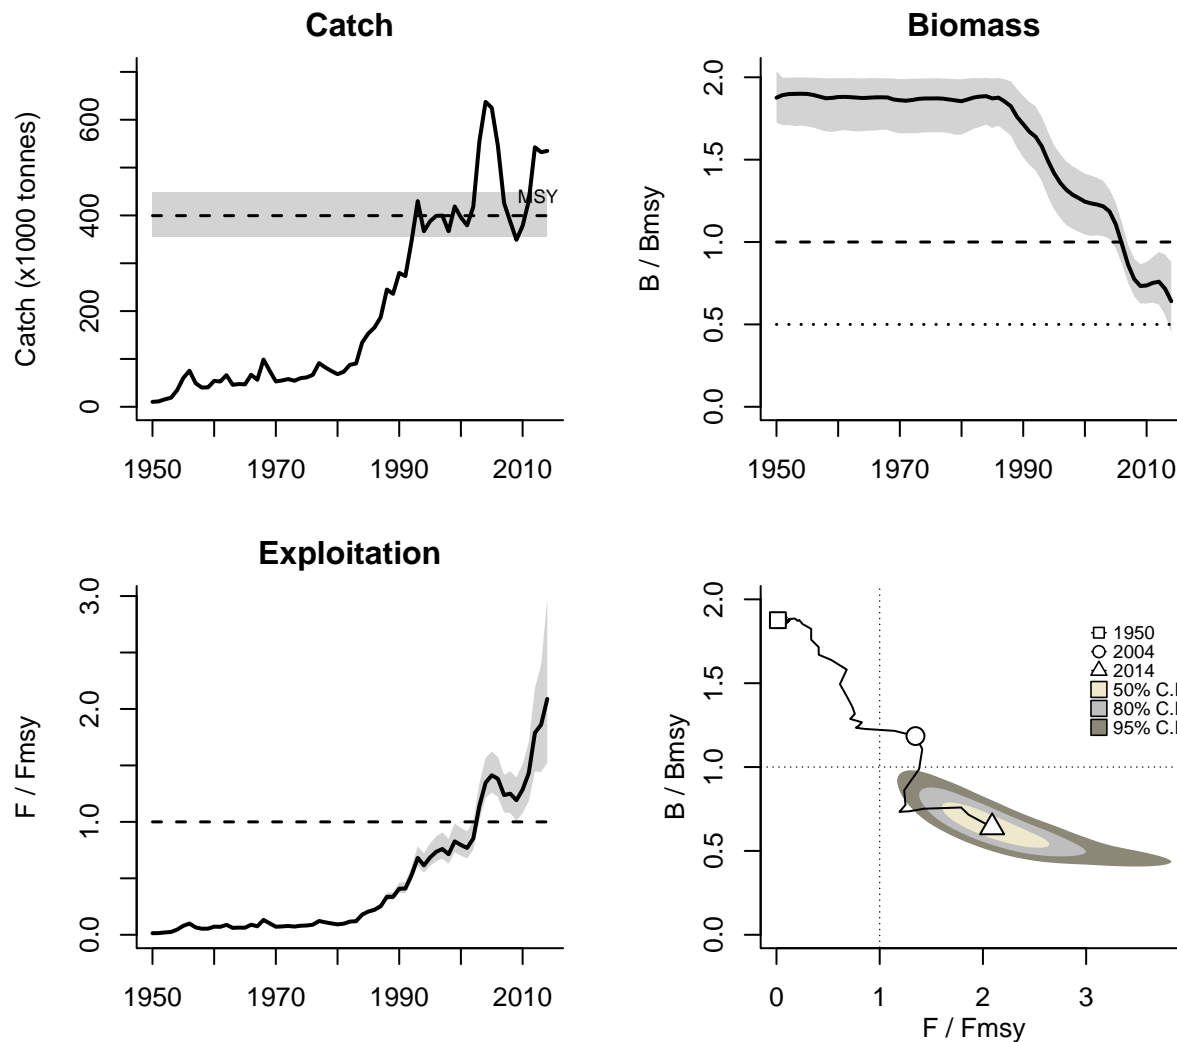 Catch
Catch (x1000 tonnes)
600
400
200
0
MSY
1950 1970 1990 2010
Biomass
B / Bmsy
2.0
1.5
1.0
0.5
0.0
1950 1970 1990 2010
Exploitation
F / Fmsy
3.0
2.0
1.0
0.0
1950 1970 1990 2010
B / Bmsy
2.0
1.5
1.0
0.5
0.0
1950
2004
2014
50% C.I
80% C.I
95% C.I
0 1 2 3
F / Fmsy